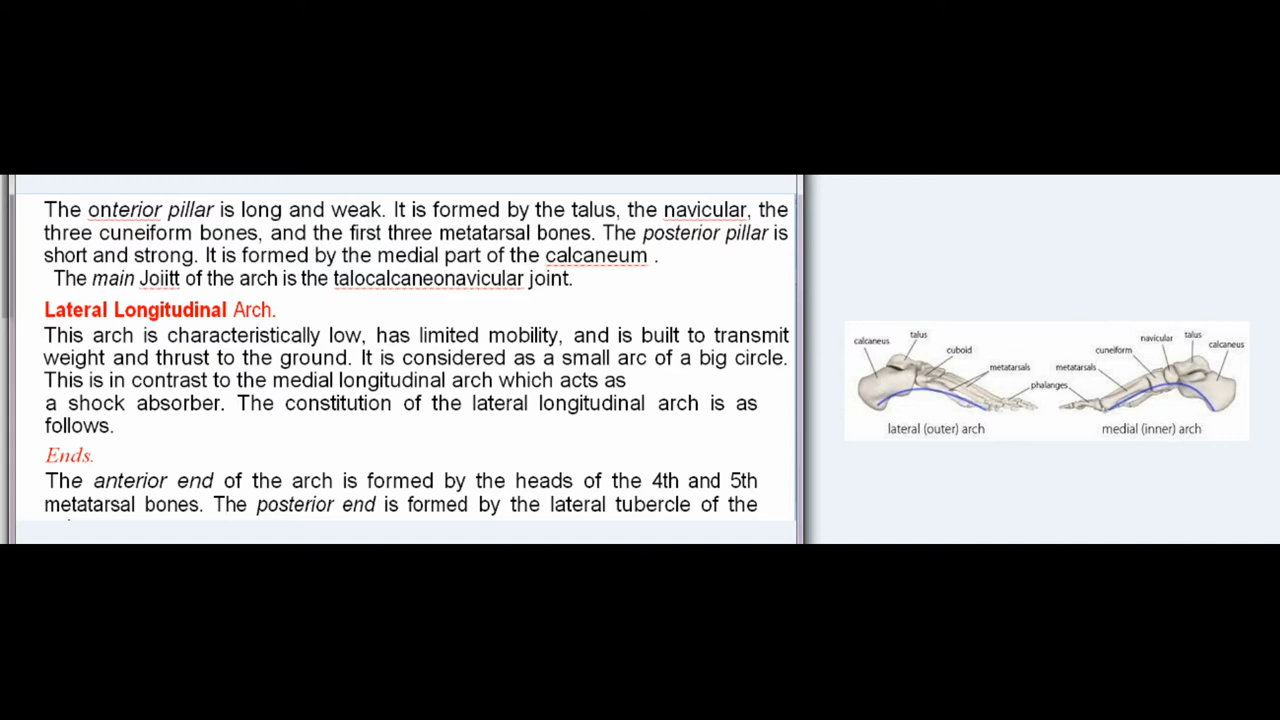 The onterior pillar is long and weak. It is formed by the talus, the navicular, the
three cuneiform bones, and the first three metatarsal bones. The posterior pillar is
short and strong. It is formed by the medial part of the calcaneum .
The main Jojitt of the arch is the talocalcaneonavicular joint.
Lateral Longitudinal Arch.
This arch is characteristically low, has limited mobility, and is built to transmit
weight and thrust to the ground. It is considered as a small arc of a big circle.
This is in contrast to the medial longitudinal arch which acts as
a shock absorber. The constitution of the lateral longitudinal arch is as
follows.
Ends.
The anterior end of the arch is formed by the heads of the 4th and 5th
metatarsal bones. The posterior end is formed by the lateral tubercle of the
calcaneus
talus
cuboid
metatarsals
phalanges
lateral (outer) arch
navicular
talus
cuneiform
calcaneus
metatarsals
medial (inner) arch